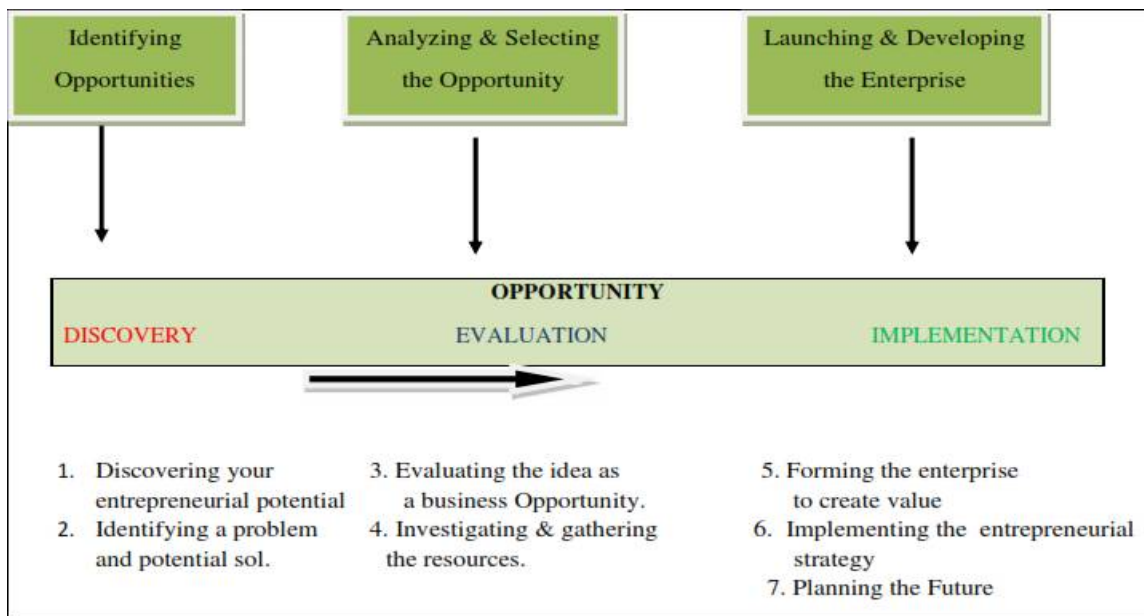 Identifying
Opportunities
Analyzing & Selecting
the Opportunity
Launching & Developing
the Enterprise
OPPORTUNITY
DISCOVERY
EVALUATION
IMPLEMENTATION
1. Discovering your
entrepreneurial potential
2. Identifying a problem
and potential sol.
3. Evaluating the idea as
a business Opportunity.
4. Investigating & gathering
the resources.
5. Forming the enterprise
to create value
6. Implementing the entrepreneurial
strategy
7. Planning the Future